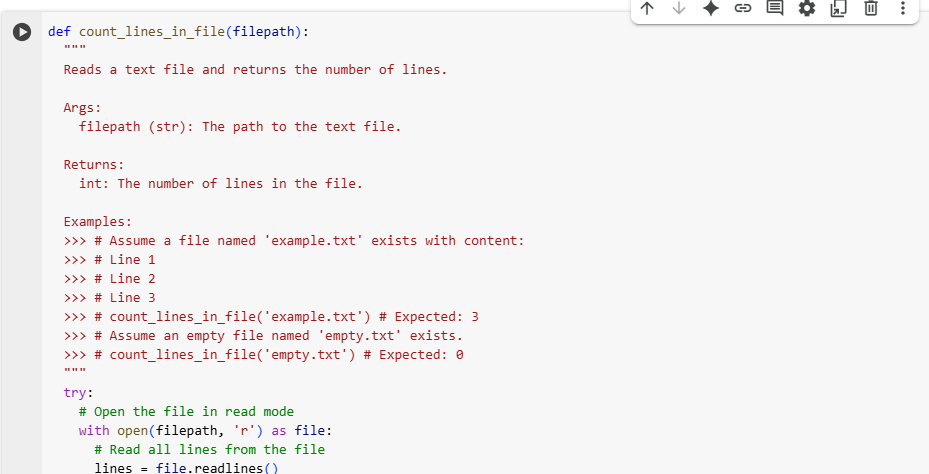 def count_lines_in_file(filepath):
  """
  Reads a text file and returns the number of lines.

  Args:
    filepath (str): The path to the text file.

  Returns:
    int: The number of lines in the file.

  Examples:
  >>> # Assume a file named 'example.txt' exists with content:
  >>> # Line 1
  >>> # Line 2
  >>> # Line 3
  >>> # count_lines_in_file('example.txt') # Expected: 3
  >>> # Assume an empty file named 'empty.txt' exists.
  >>> # count_lines_in_file('empty.txt') # Expected: 0
  """
  try:
    # Open the file in read mode
    with open(filepath, 'r') as file:
      # Read all lines from the file
      lines = file.readlines()